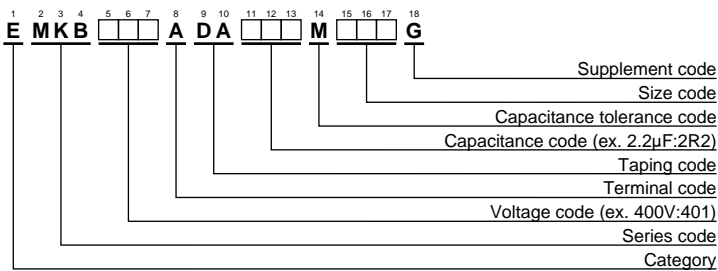 1 2 3 4 5 6 7 8 9 10 11 12 13 14 15 16 17 18
E MKB □□□ A DA □□□ M □□□ G
Supplement code
Size code
Capacitance tolerance code
Capacitance code (ex. 2.2µF:2R2)
Taping code
Terminal code
Voltage code (ex. 400V:401)
Series code
Category